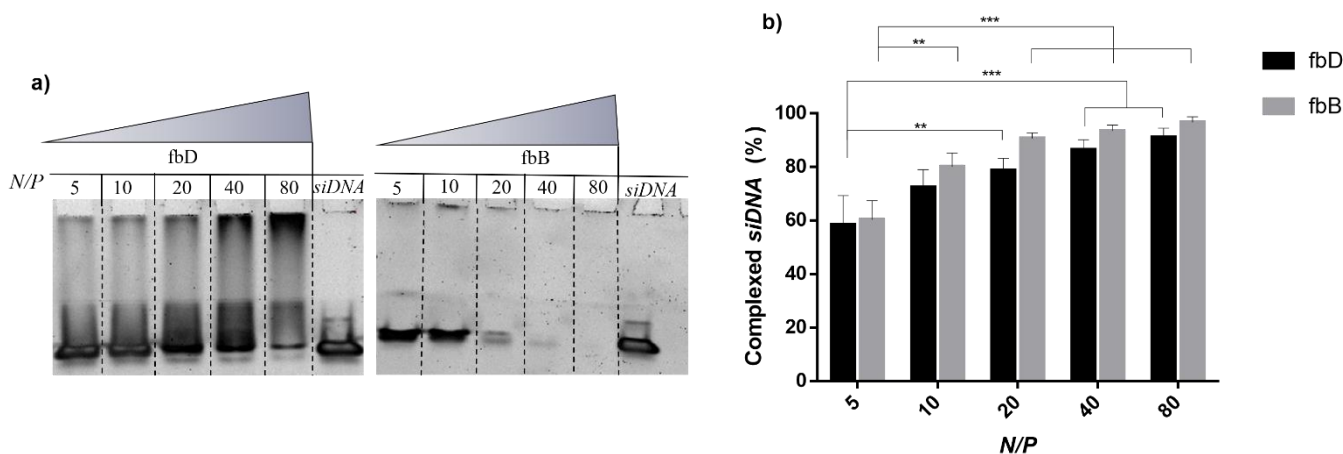 a)
fbD
fbB
N/P
5 10 20 40 80 siDNA
5 10 20 40 80 siDNA
b)
***
**
***
**
fbD
fbB
Complexed siDNA (%)
100
80
60
40
20
0
5 10 20 40 80
N/P